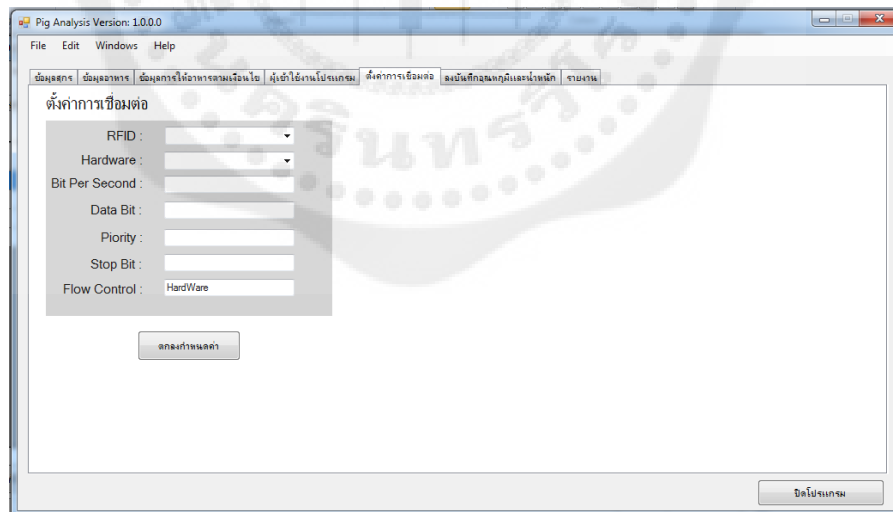 Pig Analysis Version: 1.0.0.0
File Edit Windows Help
ข้อมูลสุกร ข้อมูลอาหาร ข้อมูลการให้อาหารตามเงื่อนไข ผู้เข้าใช้งานโปรแกรม ตั้งค่าการเชื่อมต่อ ลงบันทึกอุณหภูมิและน้ำหนัก รายงาน
ตั้งค่าการเชื่อมต่อ
RFID :
Hardware :
Bit Per Second :
Data Bit :
Piority :
Stop Bit :
Flow Control : HardWare
ตกลงกำหนดค่า
ปิดโปรแกรม